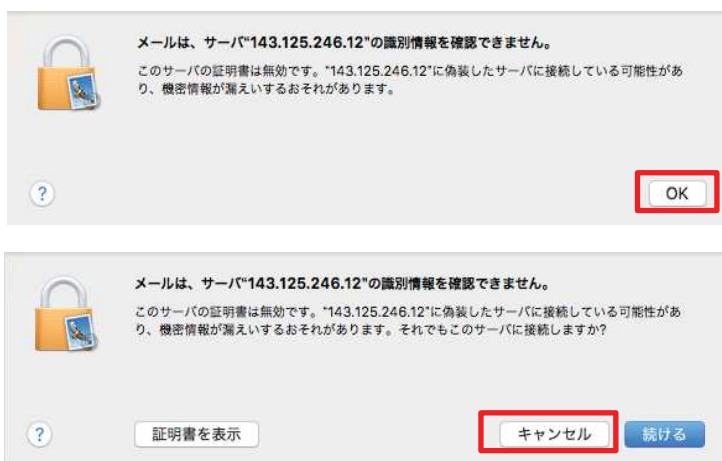 メールは、サーバ“143.125.246.12”の識別情報を確認できません。
このサーバの証明書は無効です。“143.125.246.12”に偽装したサーバに接続している可能性があ
り、機密情報が漏えいするおそれがあります。
?
OK
メールは、サーバ“143.125.246.12”の識別情報を確認できません。
このサーバの証明書は無効です。“143.125.246.12”に偽装したサーバに接続している可能性があ
り、機密情報が漏えいするおそれがあります。それでもこのサーバに接続しますか?
?
証明書を表示
キャンセル
続ける